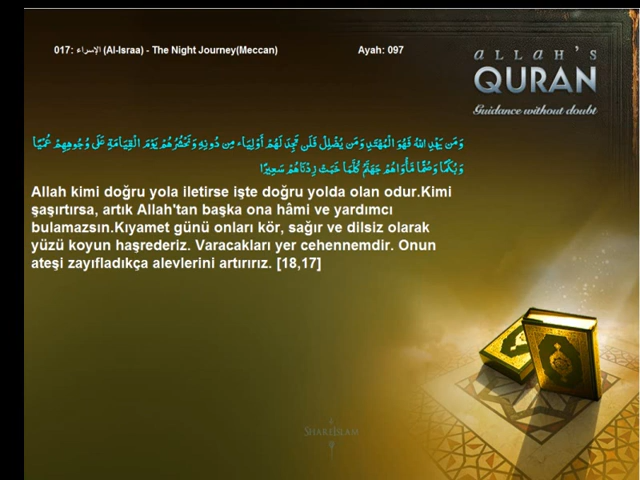 017: الإسراء (Al-Israa) - The Night Journey(Meccan) Ayah: 097
ALLAH'S
QURAN
Guidance without doubt
وَمَن يَهْدِ اللَّهُ فَهُوَ الْمُهْتَدِ وَمَن يُضْلِلْ فَلَن تَجِدَ لَهُمْ أَوْلِيَاء مِن دُونِهِ وَنَحْشُرُهُمْ يَوْمَ الْقِيَامَةِ عَلَى وُجُوهِهِمْ عُمْيًا
وَبُكْمًا وَصُمًّا مَّأْوَاهُمْ جَهَنَّمُ كُلَّمَا خَبَتْ زِدْنَاهُمْ سَعِيرًا
Allah kimi doğru yola iletirse işte doğru yolda olan odur.Kimi
şaşırtırsa, artık Allah'tan başka ona hâmi ve yardımcı
bulamazsın.Kıyamet günü onları kör, sağır ve dilsiz olarak
yüzü koyun haşrederiz. Varacakları yer cehennemdir. Onun
ateşi zayıfladıkça alevlerini artırırız. [18,17]
SHAREISLAM